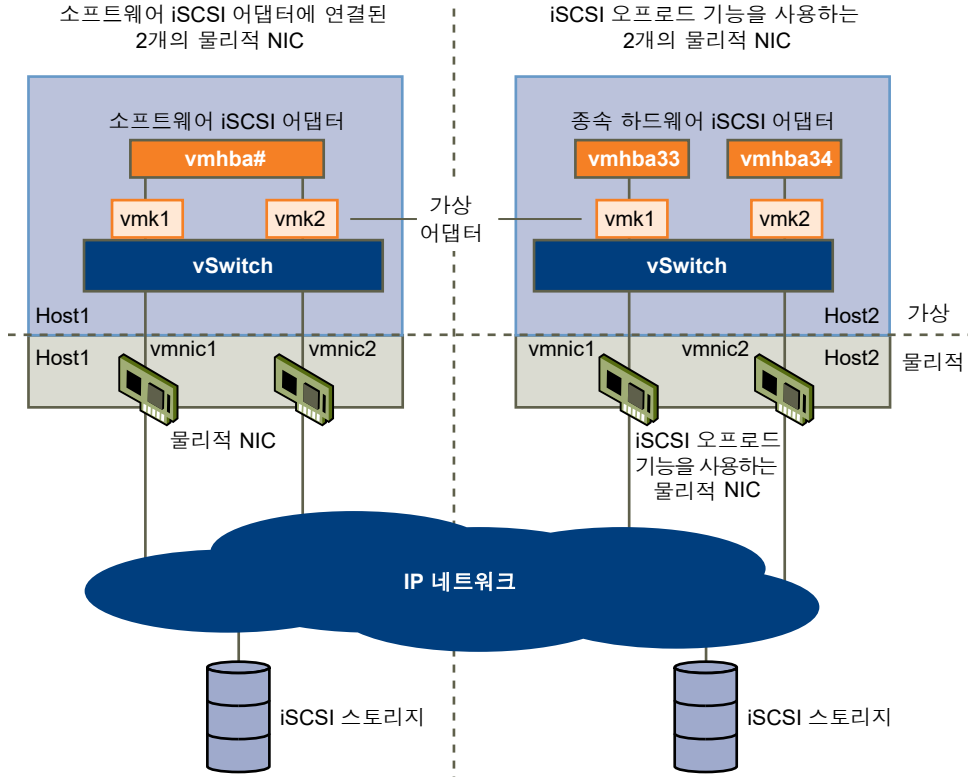 소프트웨어 iSCSI 어댑터에 연결된
2개의 물리적 NIC
iSCSI 오프로드 기능을 사용하는
2개의 물리적 NIC
소프트웨어 iSCSI 어댑터
vmhba#
vmk1
vmk2
vSwitch
Host1
종속 하드웨어 iSCSI 어댑터
vmhba33
vmhba34
가상
어댑터
vmk1
vmk2
vSwitch
Host2
가상
Host1
vmnic1
vmnic2
vmnic1
vmnic2
Host2
물리적
물리적 NIC
iSCSI 오프로드
기능을 사용하는
물리적 NIC
IP 네트워크
iSCSI 스토리지
iSCSI 스토리지